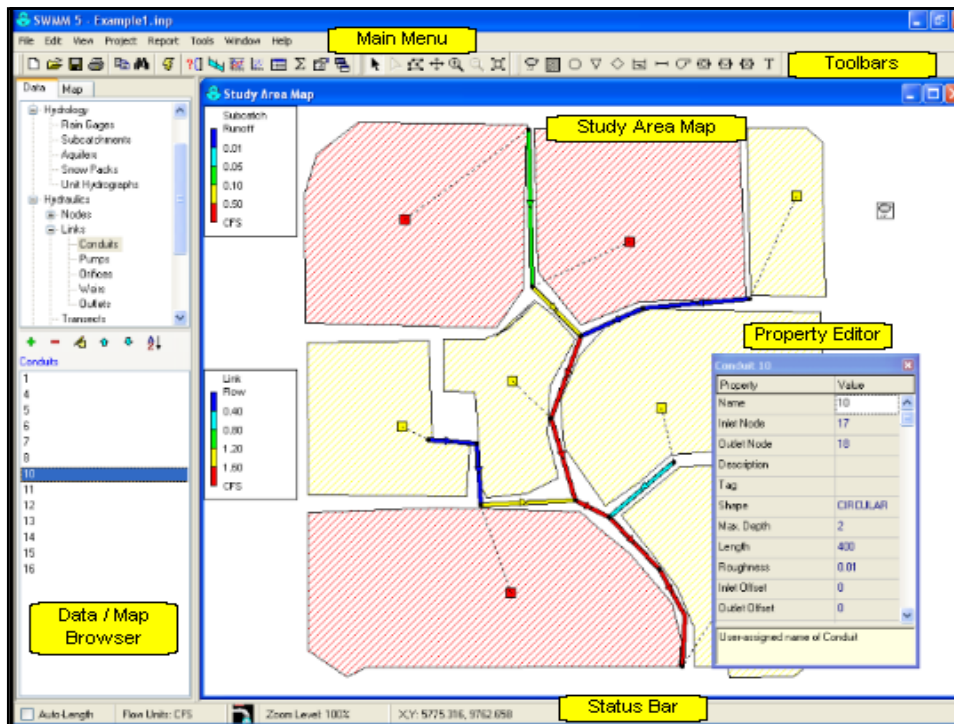 SWMM 5 - Example1.inp
File Edit View Project Report Tools Window Help
Main Menu
Toolbars
Data Map
Hydrology
Rain Gages
Subcatchments
Aquifers
Snow Packs
Unit Hydrographs
Hydraulics
Nodes
Links
Conduits
Pumps
Orifices
Weirs
Outlets
Transects
Conduits
1
4
5
6
7
8
10
11
12
13
14
15
16
Data / Map
Browser
Study Area Map
Subcatch
Runoff
0.01
0.05
0.10
0.50
CFS
Study Area Map
Link
Flow
0.40
0.80
1.20
1.60
CFS
Property Editor
Conduit 10
Property Value
Name 10
Inlet Node 17
Outlet Node 18
Description
Tag
Shape CIRCULAR
Max. Depth 2
Length 400
Roughness 0.01
Inlet Offset 0
Outlet Offset 0
User-assigned name of Conduit
Auto-Length Flow Units: CFS Zoom Level: 100% X,Y: 5775.316, 9762.658
Status Bar